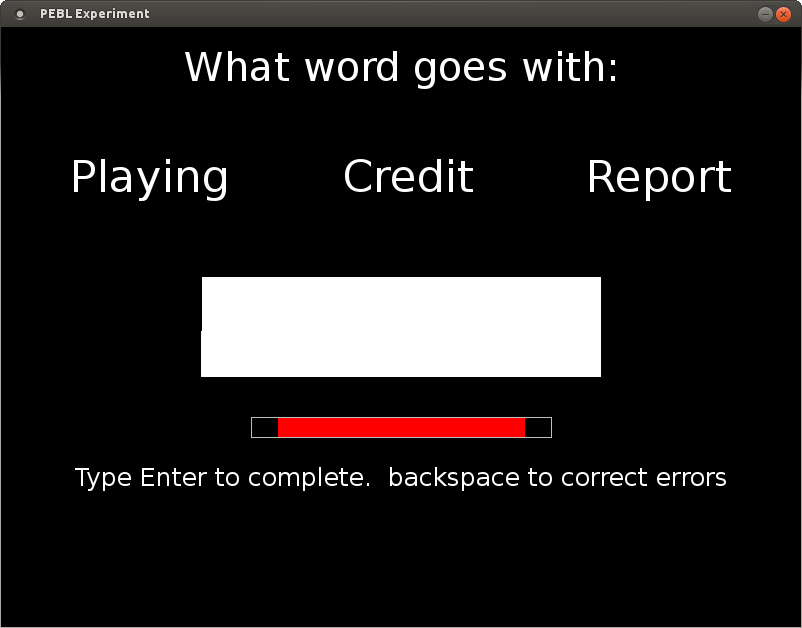 PEBL Experiment
What word goes with:
Playing Credit Report
Type Enter to complete.  backspace to correct errors